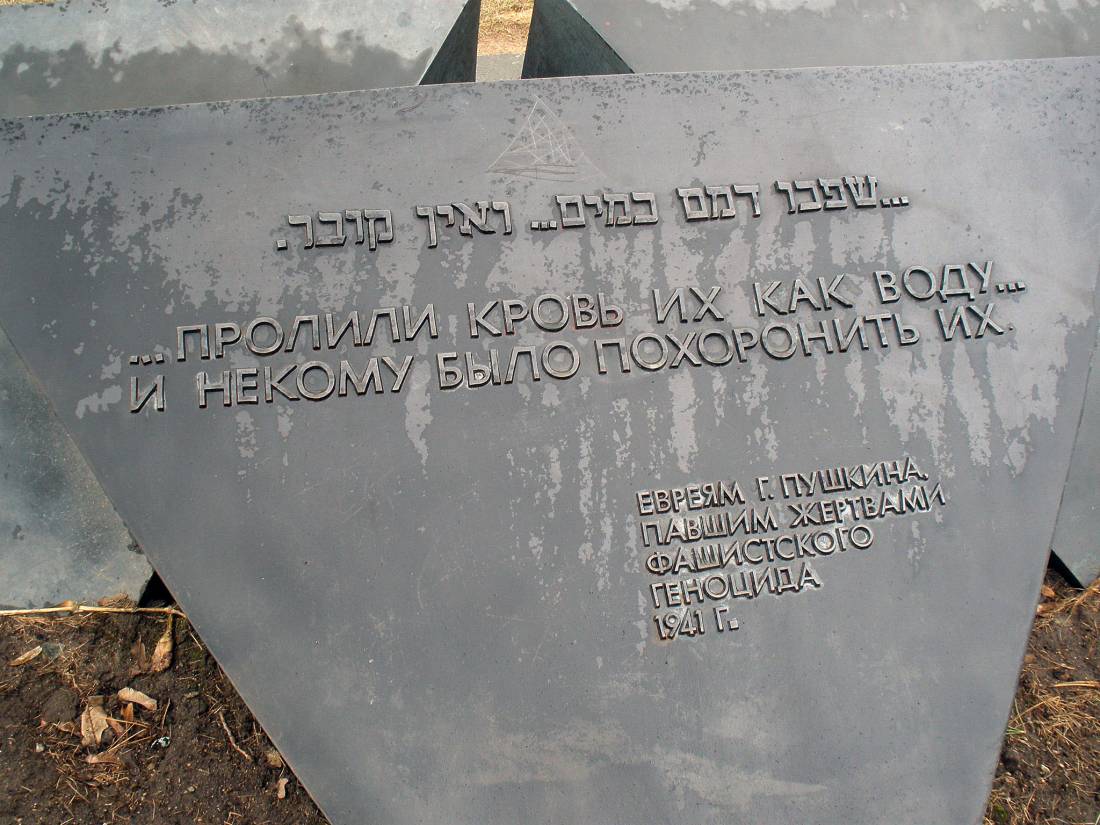 ...שפכו דמם כמים... ואין קובר.
...ПРОЛИЛИ КРОВЬ ИХ КАК ВОДУ...
И НЕКОМУ БЫЛО ПОХОРОНИТЬ ИХ.
ЕВРЕЯМ Г. ПУШКИНА,
ПАВШИМ ЖЕРТВАМИ
ФАШИСТСКОГО
ГЕНОЦИДА
1941 Г.